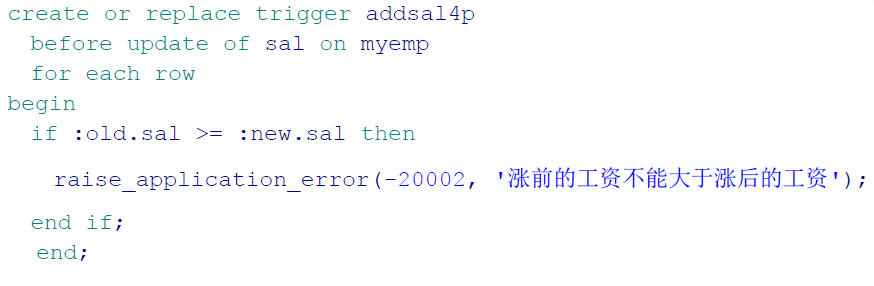 create or replace trigger addsal4p
before update of sal on myemp
for each row
begin
if :old.sal >= :new.sal then
raise_application_error(-20002, '涨前的工资不能大于涨后的工资');
end if;
end;